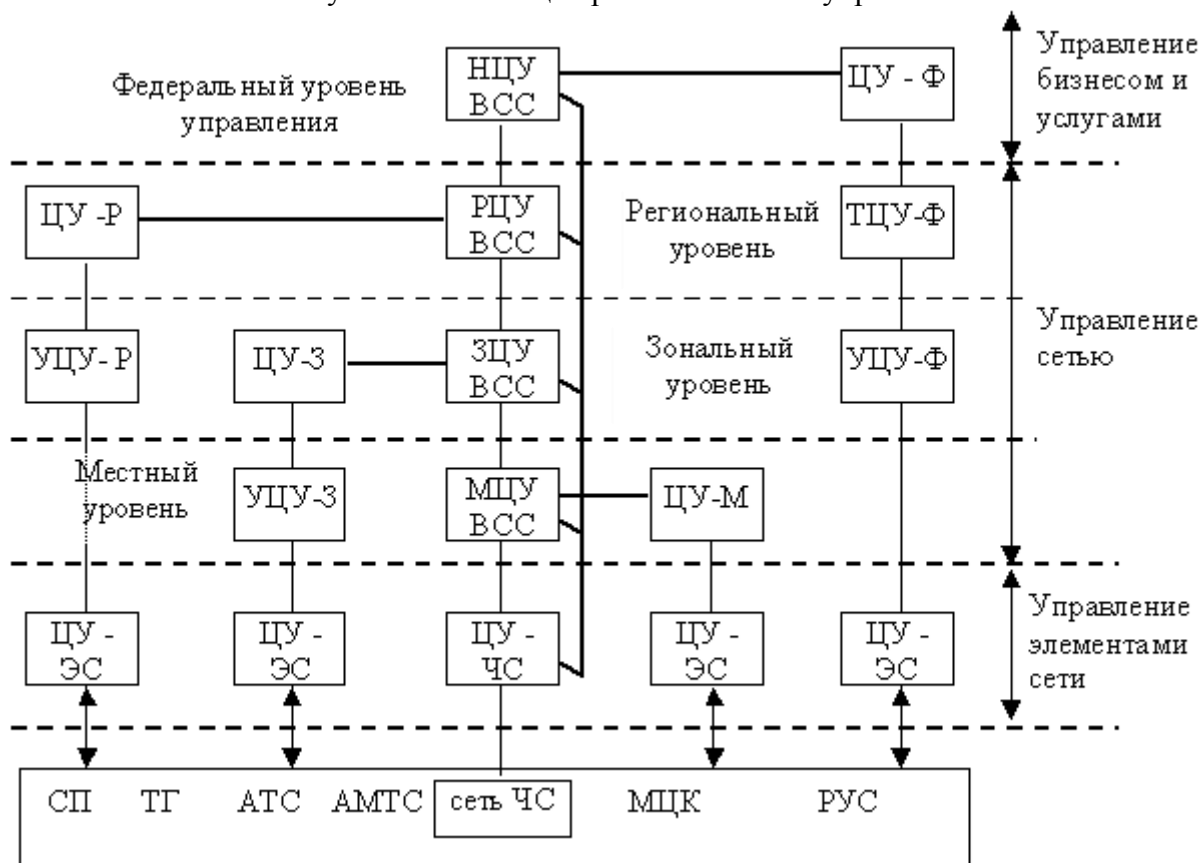 Федеральный уровень
управления
НЦУ
ВСС
ЦУ - Ф
Управление
бизнесом и
услугами
ЦУ -Р
РЦУ
ВСС
Региональный
уровень
ТЦУ-Ф
УЦУ- Р
ЦУ-З
ЗЦУ
ВСС
Зональный
уровень
УЦУ-Ф
Управление
сетью
Местный
уровень
УЦУ-З
МЦУ
ВСС
ЦУ-М
ЦУ -
ЭС
ЦУ -
ЭС
ЦУ -
ЧС
ЦУ -
ЭС
ЦУ -
ЭС
Управление
элементами
сети
СП ТГ АТС АМТС сеть ЧС МЦК РУС